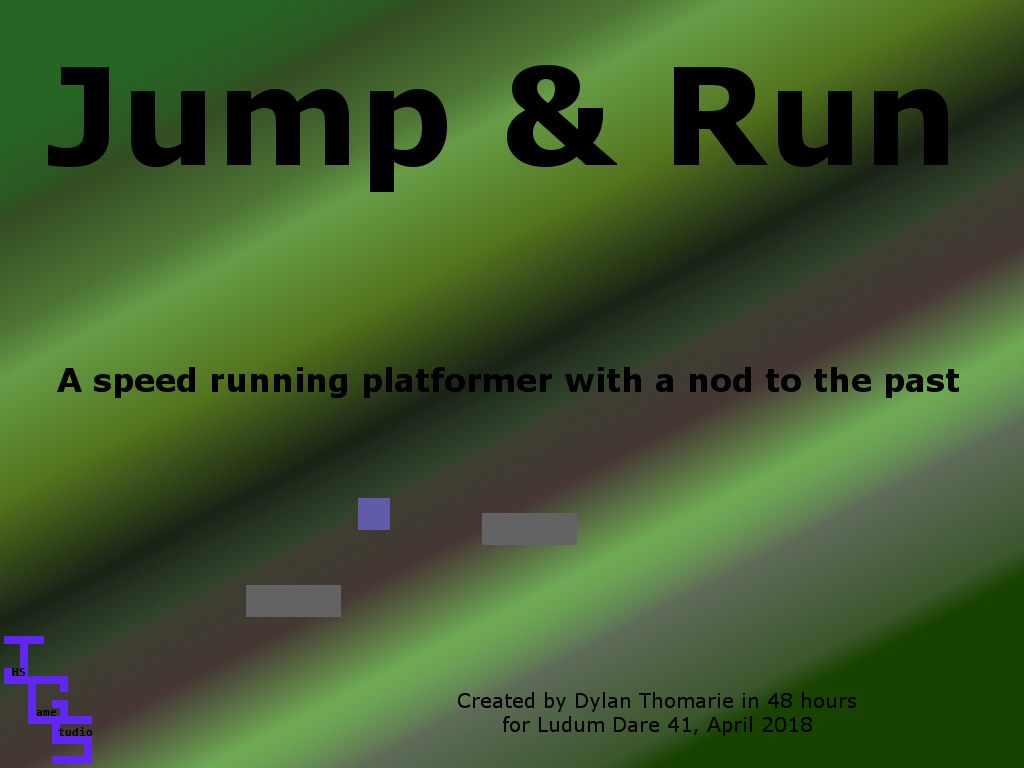 Jump & Run
A speed running platformer with a nod to the past
HS
ame
tudio
Created by Dylan Thomarie in 48 hours
for Ludum Dare 41, April 2018